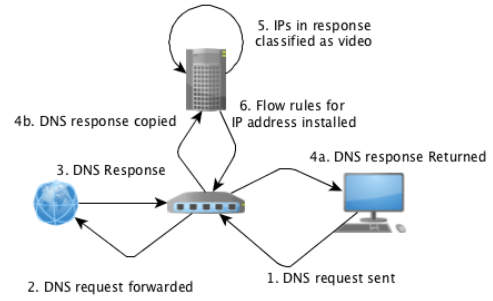 5. IPs in response
classified as video
4b. DNS response copied
6. Flow rules for
IP address installed
3. DNS Response
4a. DNS response Returned
1. DNS request sent
2. DNS request forwarded